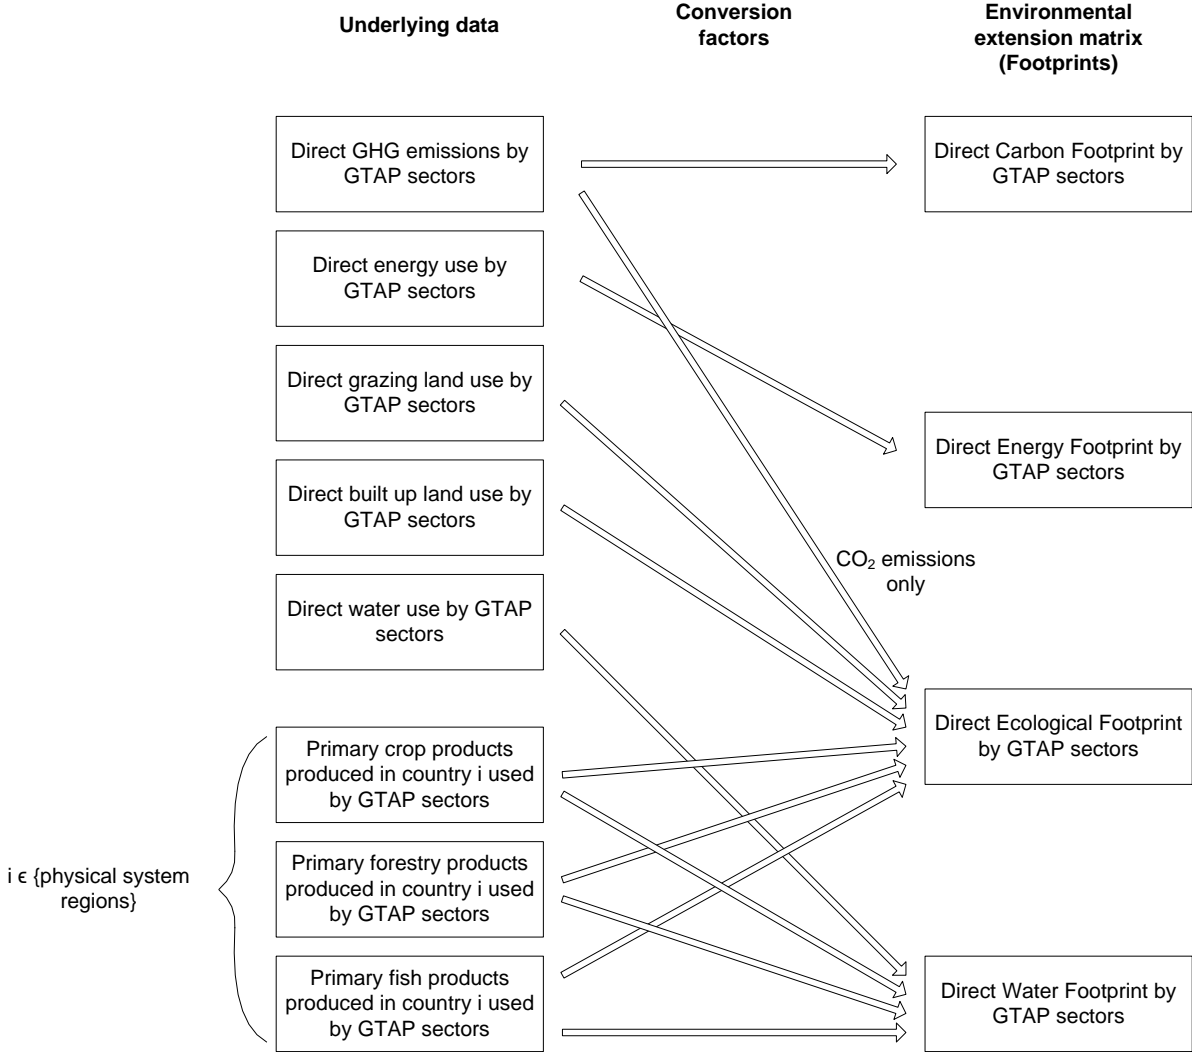 Underlying data
Conversion
factors
Environmental
extension matrix
(Footprints)
Direct GHG emissions by
GTAP sectors
Direct Carbon Footprint by
GTAP sectors
Direct energy use by
GTAP sectors
Direct grazing land use by
GTAP sectors
Direct Energy Footprint by
GTAP sectors
Direct built up land use by
GTAP sectors
CO₂ emissions
only
Direct water use by GTAP
sectors
Direct Ecological Footprint
by GTAP sectors
Primary crop products
produced in country i used
by GTAP sectors
i ϵ {physical system
regions}
Primary forestry products
produced in country i used
by GTAP sectors
Primary fish products
produced in country i used
by GTAP sectors
Direct Water Footprint by
GTAP sectors